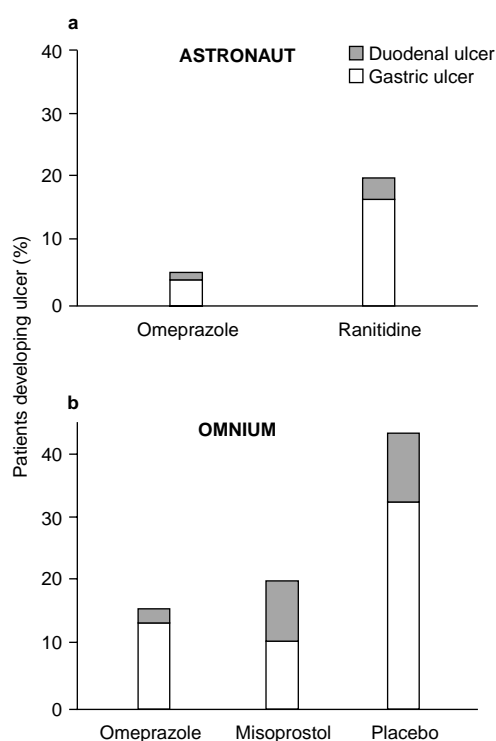 a
ASTRONAUT
Duodenal ulcer
Gastric ulcer
40
30
20
10
0
Omeprazole Ranitidine
Patients developing ulcer (%)
b
OMNIUM
40
30
20
10
0
Omeprazole Misoprostol Placebo